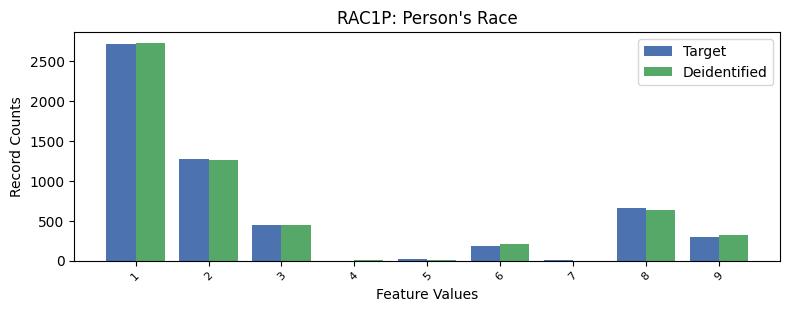 RAC1P: Person's Race
Target
Deidentified
Record Counts
2500
2000
1500
1000
500
0
1 2 3 4 5 6 7 8 9
Feature Values